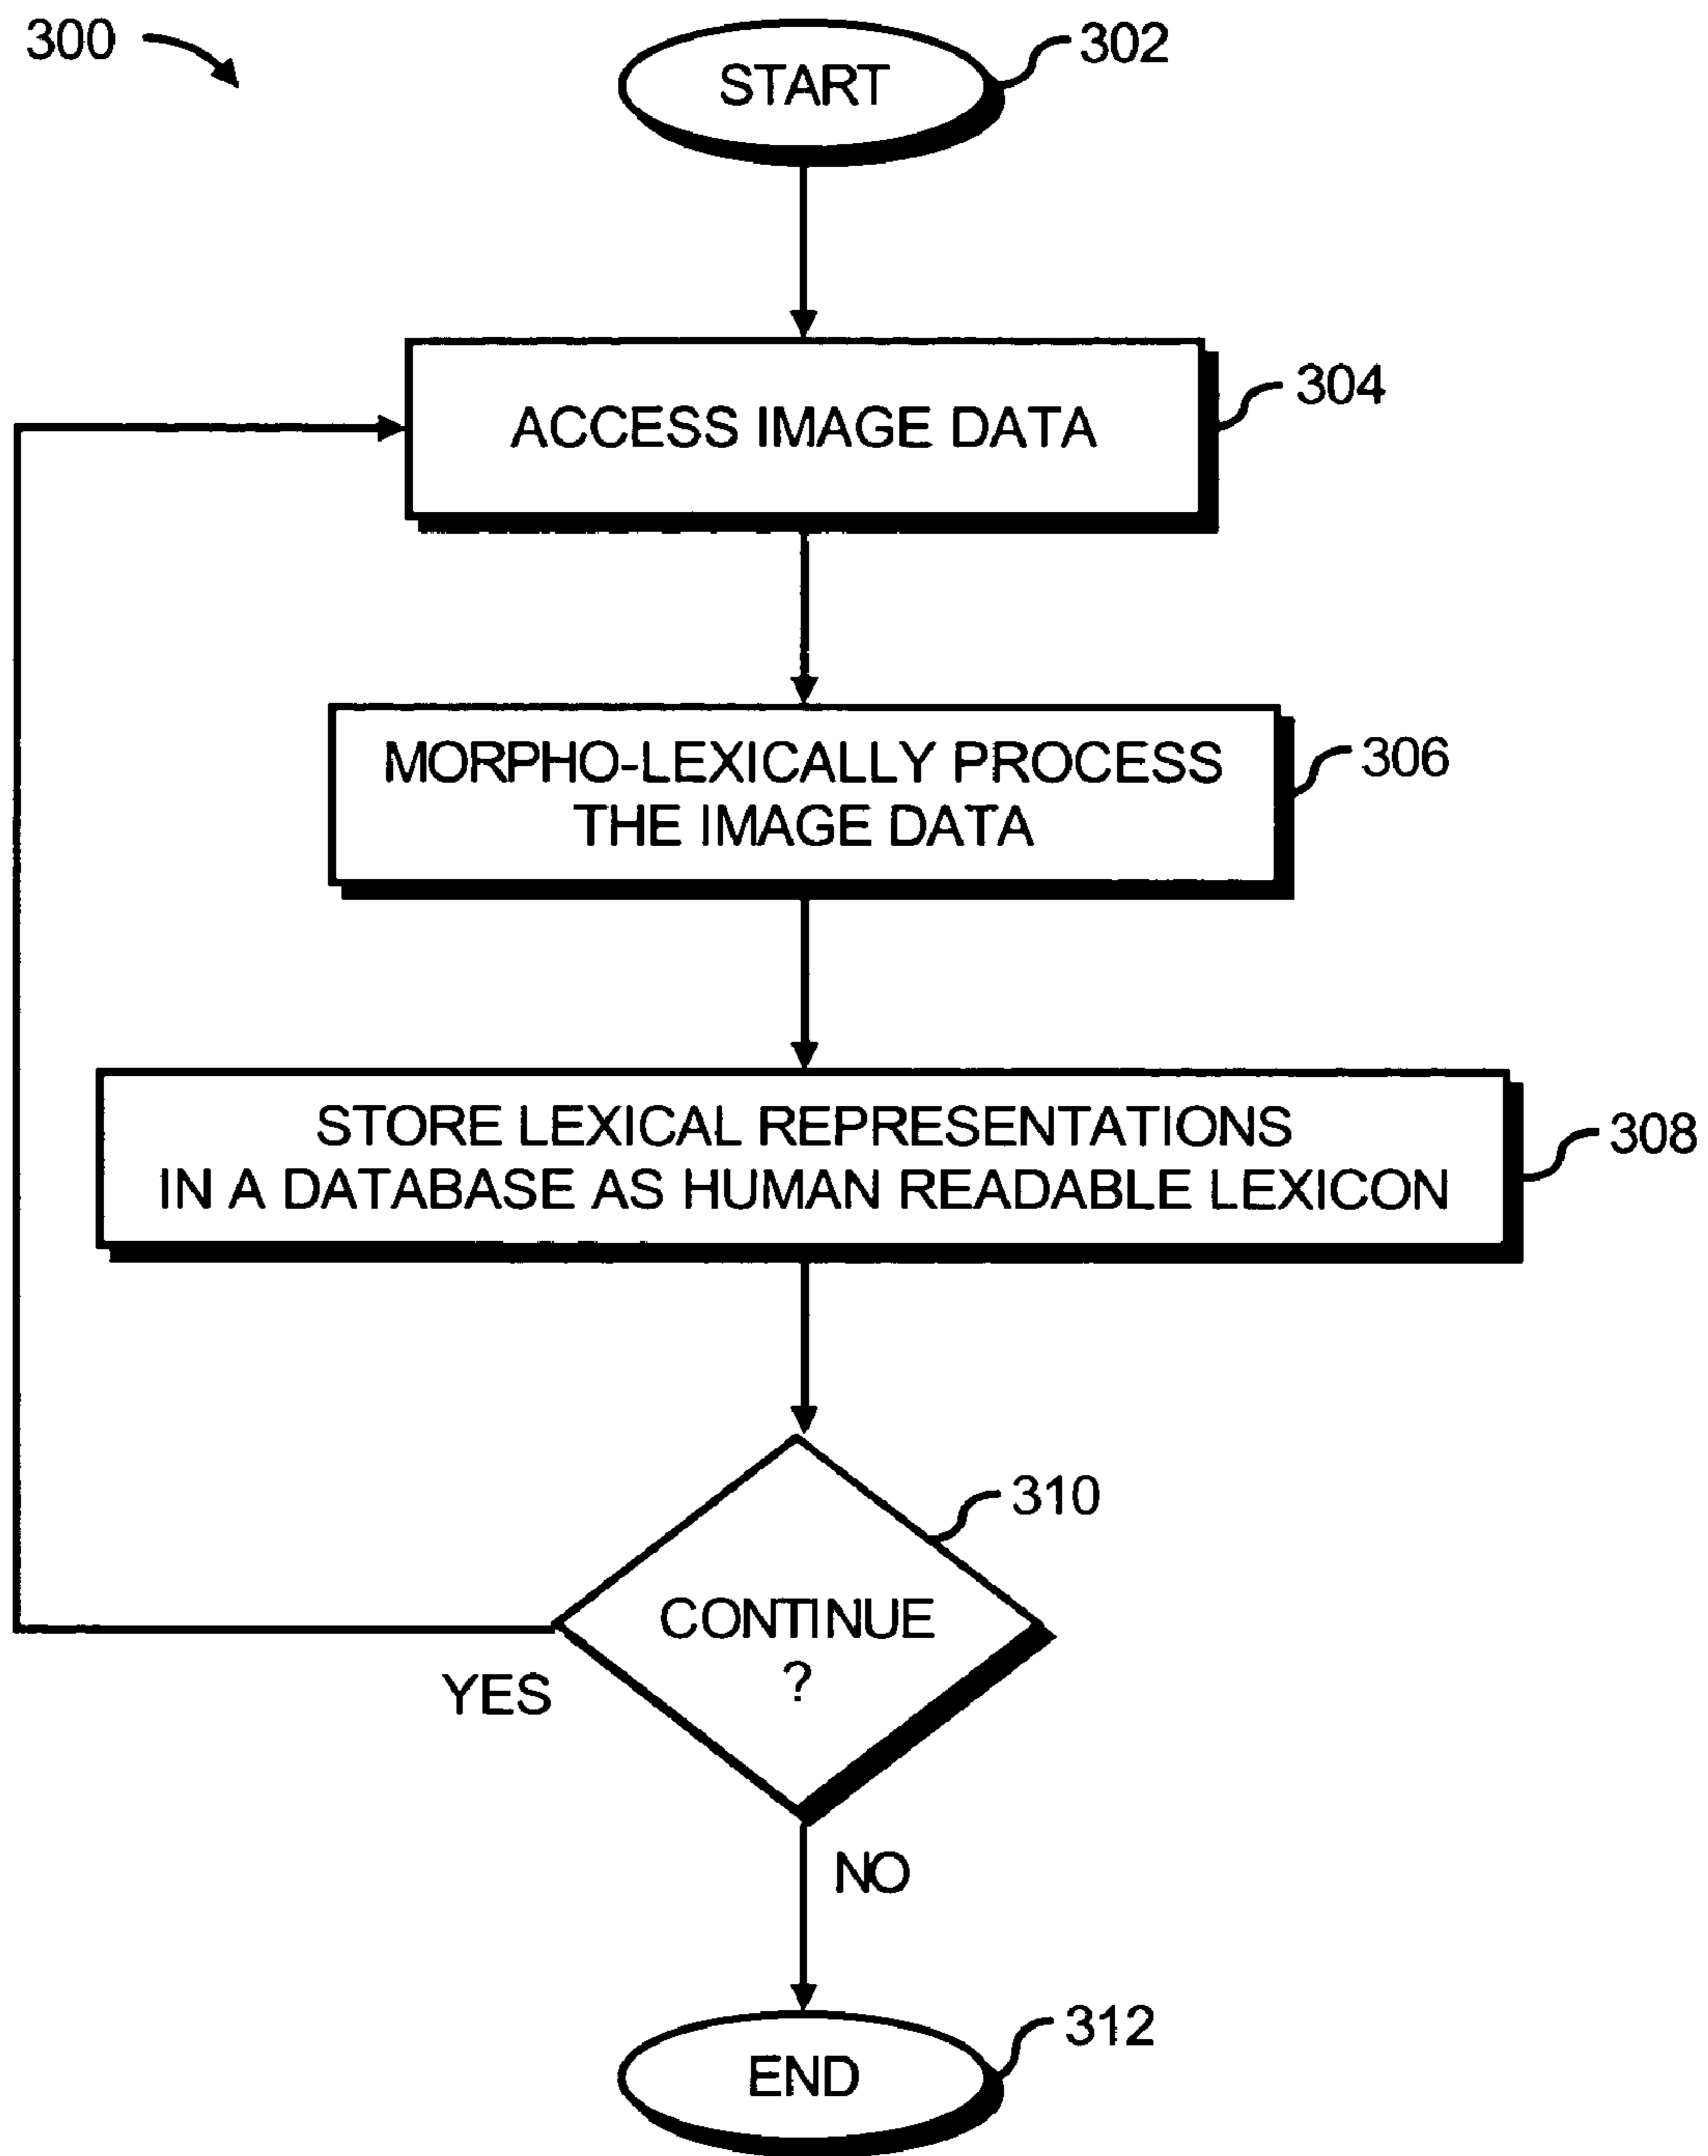 300
START
302
ACCESS IMAGE DATA
304
MORPHO-LEXICALLY PROCESS
THE IMAGE DATA
306
STORE LEXICAL REPRESENTATIONS
IN A DATABASE AS HUMAN READABLE LEXICON
308
310
CONTINUE
?
YES
NO
END
312